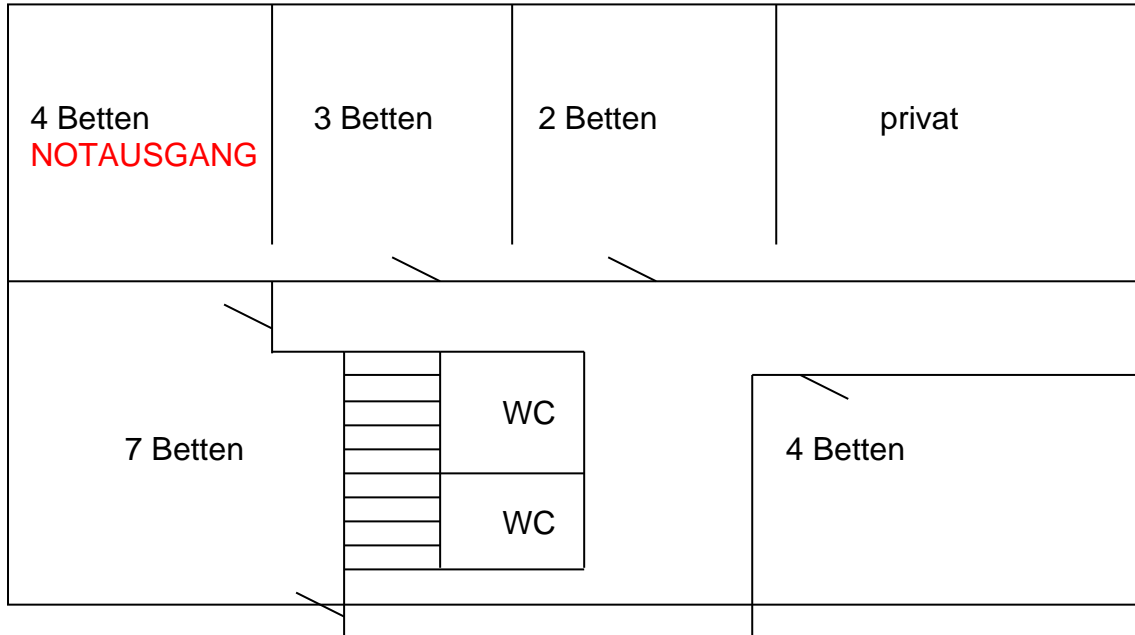 4 Betten
NOTAUSGANG
3 Betten
2 Betten
privat
7 Betten
WC
WC
4 Betten